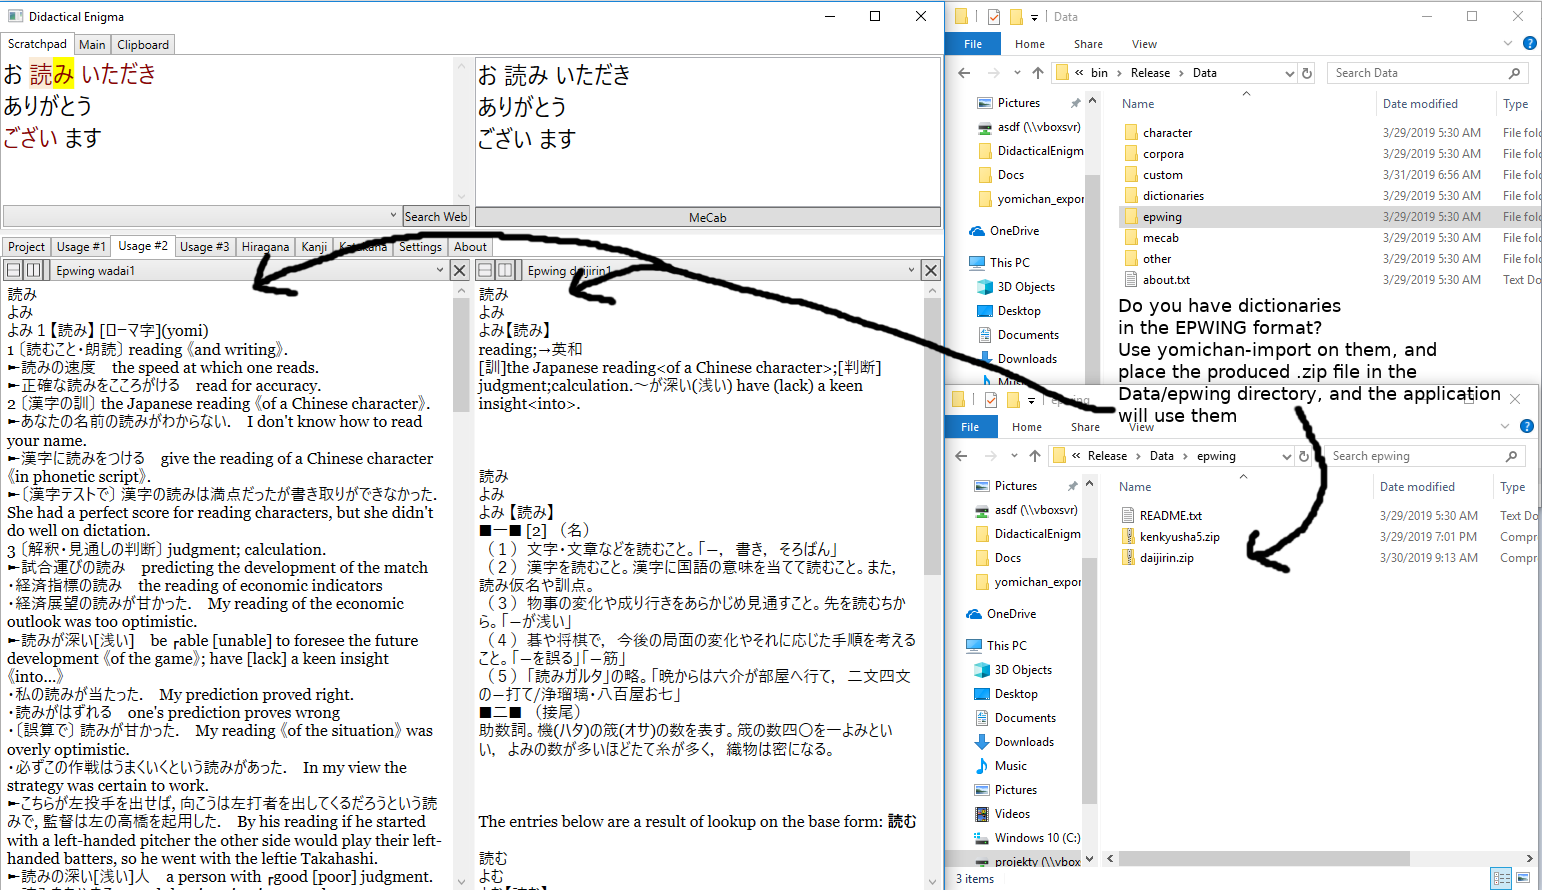 Didactical Enigma
Scratchpad Main Clipboard
お 読み いただき
ありがとう
ござい ます
お 読み いただき
ありがとう
ござい ます
Search Web
MeCab
Project Usage #1 Usage #2 Usage #3 Hiragana Kanji Katakana Settings About
Epwing wadai1
読み
よみ
よみ1【読み】 [ローマ字](yomi)
1 〔読むこと・朗読〕 reading 《and writing》.
►読みの速度 the speed at which one reads.
►正確な読みをこころがける read for accuracy.
2 〔漢字の訓〕 the Japanese reading 《of a Chinese character》.
►あなたの名前の読みがわからない. I don't know how to read
your name.
►漢字に読みをつける give the reading of a Chinese character
《in phonetic script》.
►〔漢字テストで〕 漢字の読みは満点だったが書き取りができなかった.
She had a perfect score for reading characters, but she didn't
do well on dictation.
3 〔解釈・見通しの判断〕 judgment; calculation.
►試合運びの読み predicting the development of the match
・経済指標の読み the reading of economic indicators
・経済展望の読みが甘かった. My reading of the economic
outlook was too optimistic.
►読みが深い[浅い] be ┌able [unable] to foresee the future
development 《of the game》; have [lack] a keen insight
《into…》
・私の読みが当たった. My prediction proved right.
・読みがはずれる one's prediction proves wrong
・〔誤算で〕 読みが甘かった. My reading 《of the situation》 was
overly optimistic.
・必ずこの作戦はうまくいくという読みがあった. In my view the
strategy was certain to work.
►こちらが左投手を出せば, 向こうは左打者を出してくるだろうという読
みで, 監督は左の高橋を起用した. By his reading if he started
with a left-handed pitcher the other side would play their left-
handed batters, so he went with the leftie Takahashi.
►読みの深い[浅い]人 a person with ┌good [poor] judgment.
Epwing daijirin1
読み
よみ
よみ【読み】
reading;→英和
[訓]the Japanese reading<of a Chinese character>;[判断]
judgment;calculation.〜が深い(浅い) have (lack) a keen
insight<into>.
読み
よみ
よみ 【読み】
■一■ [2] （名）
（１）文字・文章などを読むこと。「―，書き，そろばん」
（２）漢字を読むこと。漢字に国語の意味を当てて読むこと。また，
読み仮名や訓点。
（３）物事の変化や成り行きをあらかじめ見通すこと。先を読むちか
ら。「―が浅い」
（４）碁や将棋で，今後の局面の変化やそれに応じた手順を考える
こと。「―を誤る」「―筋」
（５）「読みガルタ」の略。「晩からは六介が部屋へ行て，二文四文
の―打て/浄瑠璃・八百屋お七」
■二■ （接尾）
助数詞。機(ハタ)の筬(オサ)の数を表す。筬の数四〇を一よみとい
い，よみの数が多いほどたて糸が多く，織物は密になる。
The entries below are a result of lookup on the base form: 読む
読む
よむ
Data
File Home Share View
« bin › Release › Data
Search Data
Pictures
asdf (\\vboxsvr)
DidacticalEnigm
Docs
yomichan_expor
OneDrive
This PC
3D Objects
Desktop
Documents
Downloads
Name Date modified Type
character 3/29/2019 5:30 AM File fold
corpora 3/29/2019 5:30 AM File fold
custom 3/31/2019 6:56 AM File fold
dictionaries 3/29/2019 5:30 AM File fold
epwing 3/29/2019 5:30 AM File fold
mecab 3/29/2019 5:30 AM File fold
other 3/29/2019 5:30 AM File fold
about.txt 3/29/2019 5:30 AM Text Do
Do you have dictionaries
in the EPWING format?
Use yomichan-import on them, and
place the produced .zip file in the
Data/epwing directory, and the application
will use them
epwing
File Home Share View
« Release › Data › epwing
Search epwing
Pictures
asdf (\\vboxsvr)
DidacticalEnigm
Docs
yomichan_expor
OneDrive
This PC
3D Objects
Desktop
Documents
Downloads
Music
Pictures
Videos
Windows 10 (C:)
projekty (\\vbox
Name Date modified Type
README.txt 3/29/2019 5:30 AM Text Do
kenkyusha5.zip 3/29/2019 7:01 PM Compr
daijirin.zip 3/30/2019 9:13 AM Compr
3 items